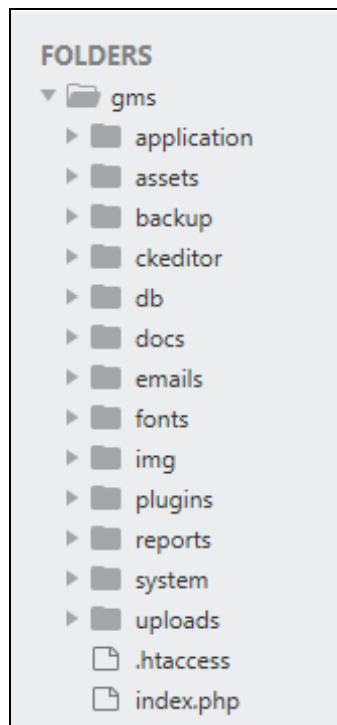 FOLDERS
gms
application
assets
backup
ckeditor
db
docs
emails
fonts
img
plugins
reports
system
uploads
.htaccess
index.php